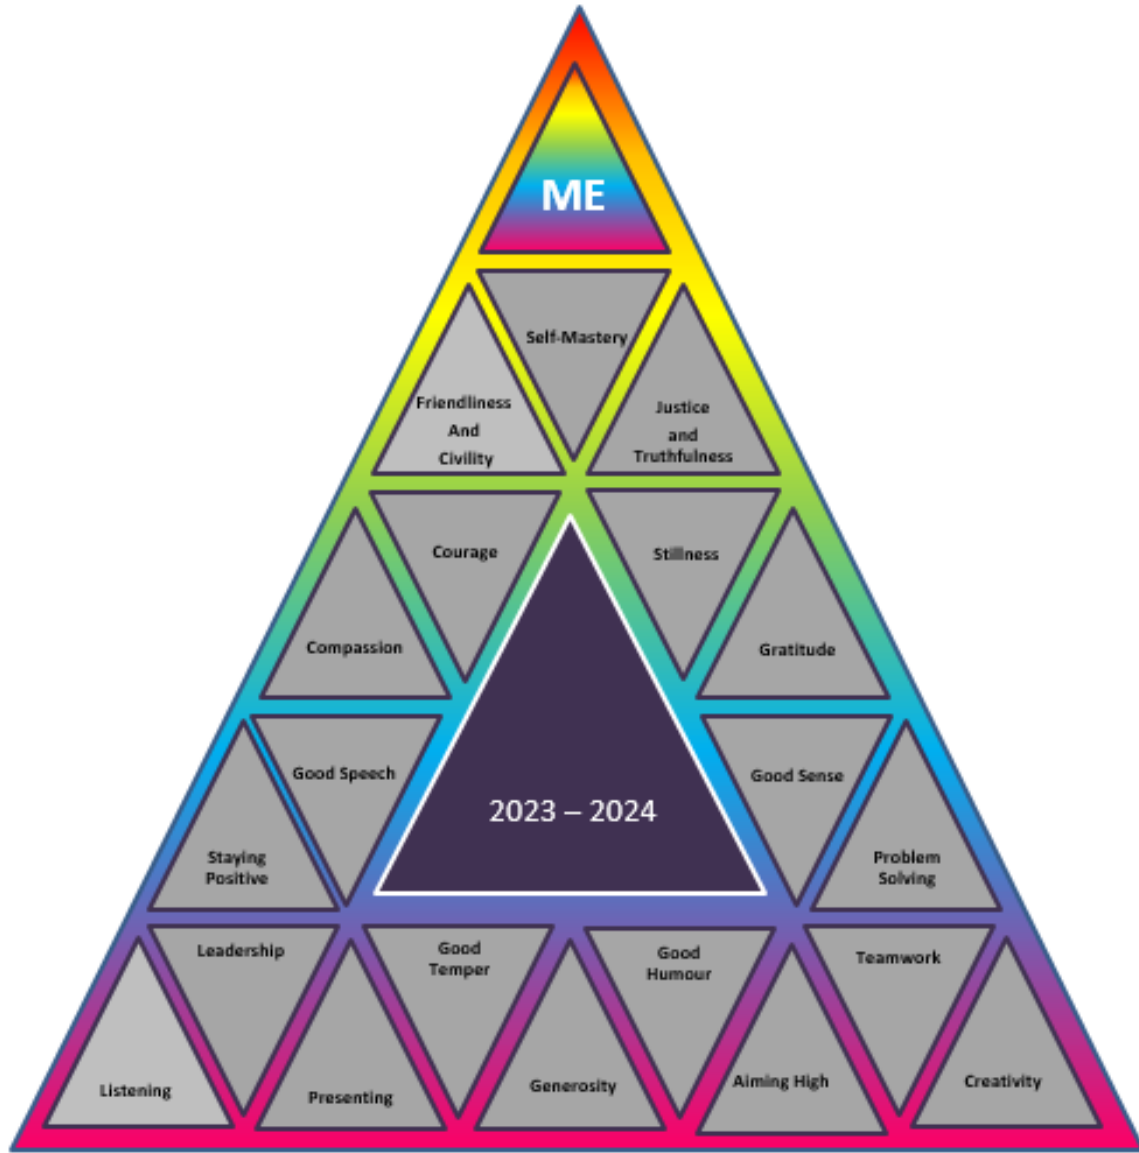 ME
Self-Mastery
Friendliness
And
Civility
Justice
and
Truthfulness
Courage
Stillness
Compassion
Gratitude
Good Speech
Good Sense
2023 – 2024
Staying
Positive
Problem
Solving
Leadership
Good
Temper
Good
Humour
Teamwork
Listening
Presenting
Generosity
Aiming High
Creativity